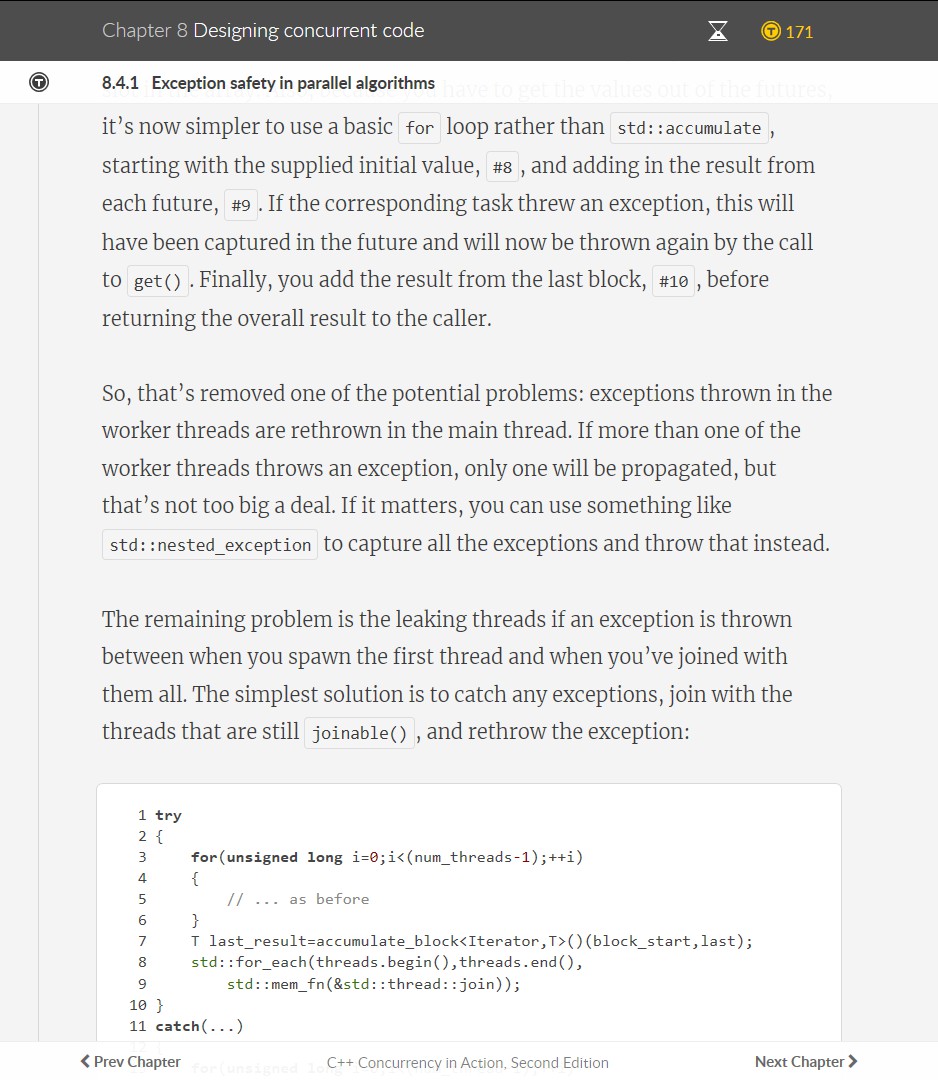 Chapter 8 Designing concurrent code
171
8.4.1 Exception safety in parallel algorithms
have to get the values out of the futures,
it's now simpler to use a basic for loop rather than std::accumulate,
starting with the supplied initial value, #8, and adding in the result from
each future, #9. If the corresponding task threw an exception, this will
have been captured in the future and will now be thrown again by the call
to get(). Finally, you add the result from the last block, #10, before
returning the overall result to the caller.
So, that's removed one of the potential problems: exceptions thrown in the
worker threads are rethrown in the main thread. If more than one of the
worker threads throws an exception, only one will be propagated, but
that's not too big a deal. If it matters, you can use something like
std::nested_exception to capture all the exceptions and throw that instead.
The remaining problem is the leaking threads if an exception is thrown
between when you spawn the first thread and when you've joined with
them all. The simplest solution is to catch any exceptions, join with the
threads that are still joinable(), and rethrow the exception:
1 try
2 {
3 for(unsigned long i=0;i<(num_threads-1);++i)
4 {
5 // ... as before
6 }
7 T last_result=accumulate_block<Iterator,T>()(block_start,last);
8 std::for_each(threads.begin(),threads.end(),
9 std::mem_fn(&std::thread::join));
10 }
11 catch(...)
Prev Chapter C++ Concurrency in Action, Second Edition Next Chapter